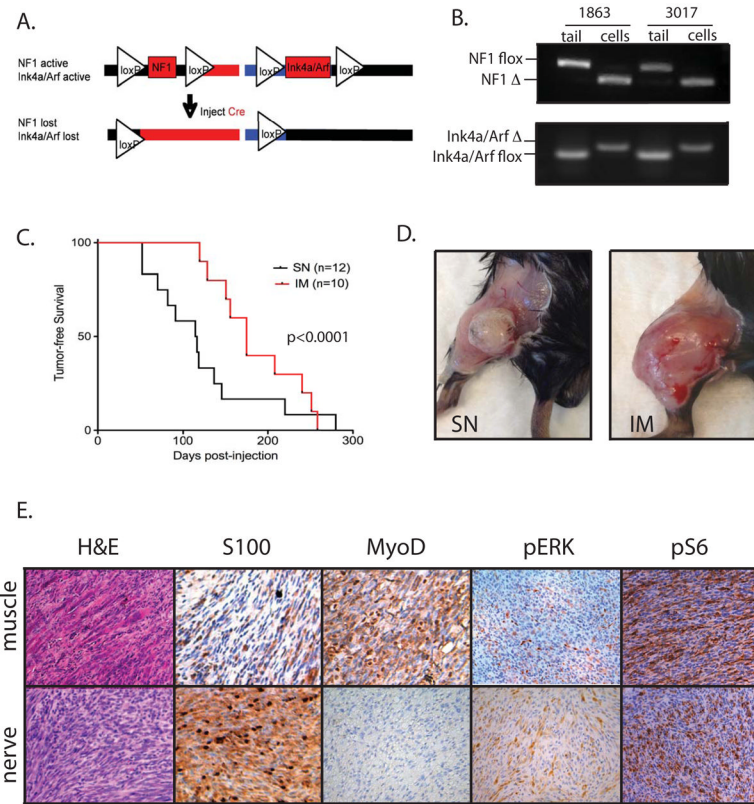 A.
NF1 active
Ink4a/Arf active
loxP NF1 loxP loxP Ink4a/Arf loxP
Inject Cre
NF1 lost
Ink4a/Arf lost
loxP loxP
B.
1863 3017
tail cells tail cells
NF1 flox
NF1 Δ
Ink4a/Arf Δ
Ink4a/Arf flox
C.
Tumor-free Survival
100
50
0
0 100 200 300
Days post-injection
SN (n=12)
IM (n=10)
p<0.0001
D.
SN IM
E.
H&E S100 MyoD pERK pS6
muscle
nerve